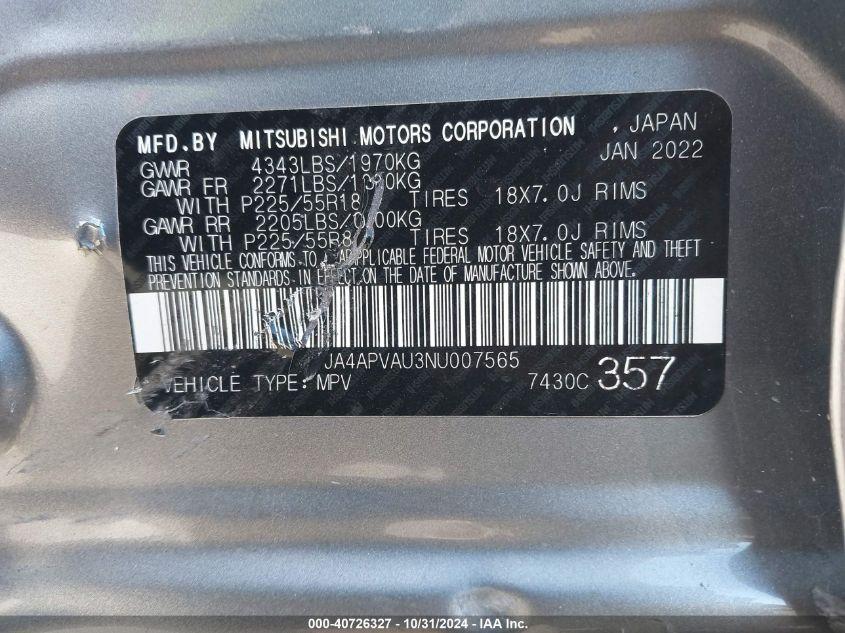 MFD.BY MITSUBISHI MOTORS CORPORATION , JAPAN
GVWR 4343LBS/1970KG JAN 2022
GAWR FR 2271LBS/
WITH P225/55R18 TIRES 18X7.0J RIMS
GAWR RR 2205LBS/
WITH P225/ TIRES 18X7.0J RIMS
THIS VEHICLE CONFORMS TO APPLICABLE FEDERAL MOTOR VEHICLE SAFETY AND THEFT
PREVENTION STANDARDS IN EFFECT ON THE DATE OF MANUFACTURE SHOWN ABOVE.
JA4APVAU3NU007565
VEHICLE TYPE: MPV 7430C 357
000-40726327 - 10/31/2024 - IAAI Inc.